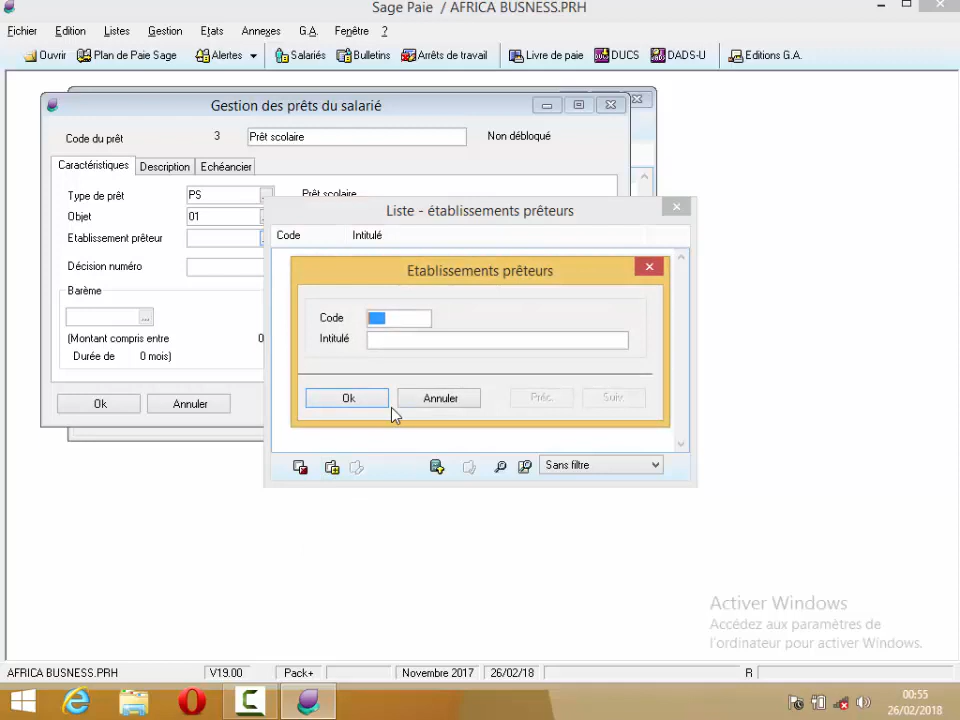 Sage Paie / AFRICA BUSNESS.PRH
Fichier Edition Listes Gestion Etats Annexes G.A. Fenêtre ?
Ouvrir Plan de Paie Sage Alertes Salariés Bulletins Arrêts de travail Livre de paie DUCS DADS-U Editions G.A.
Gestion des prêts du salarié
Code du prêt 3 Prêt scolaire Non débloqué
Caractéristiques Description Echéancier
Type de prêt PS ... Prêt scolaire
Objet 01
Etablissement prêteur
Décision numéro
Barème
...
(Montant compris entre 0
Durée de 0 mois)
Ok Annuler
Liste - établissements prêteurs
Code Intitulé
Etablissements prêteurs
Code
Intitulé
Ok Annuler Préc. Suiv.
Sans filtre
Activer Windows
Accédez aux paramètres de
l'ordinateur pour activer Windows.
AFRICA BUSNESS.PRH V19.00 Pack+ Novembre 2017 26/02/18 R
00:55
26/02/2018